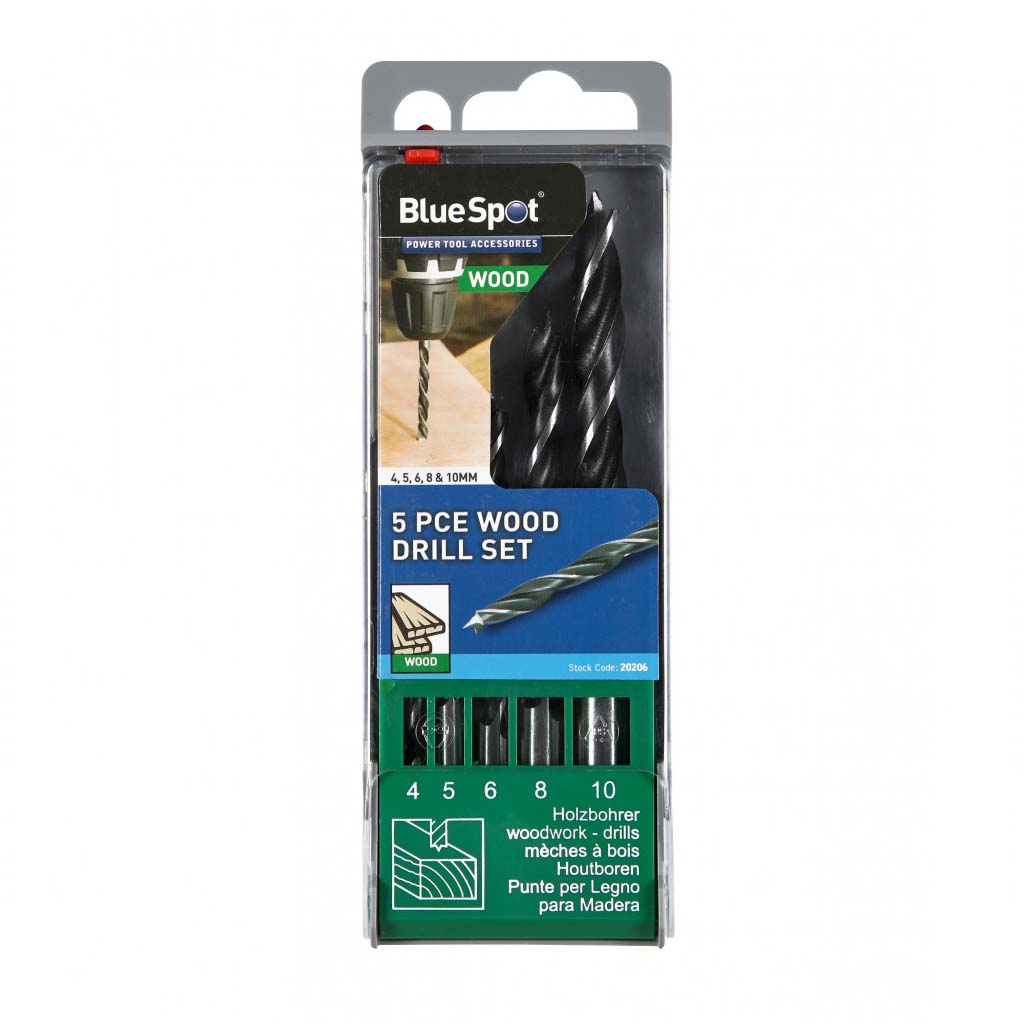 BlueSpot®
POWER TOOL ACCESSORIES
WOOD
4, 5, 6, 8 & 10MM
5 PCE WOOD
DRILL SET
WOOD
Stock Code: 20206
4 5 6 8 10
Holzbohrer
woodwork - drills
mèches à bois
Houtboren
Punte per Legno
para Madera